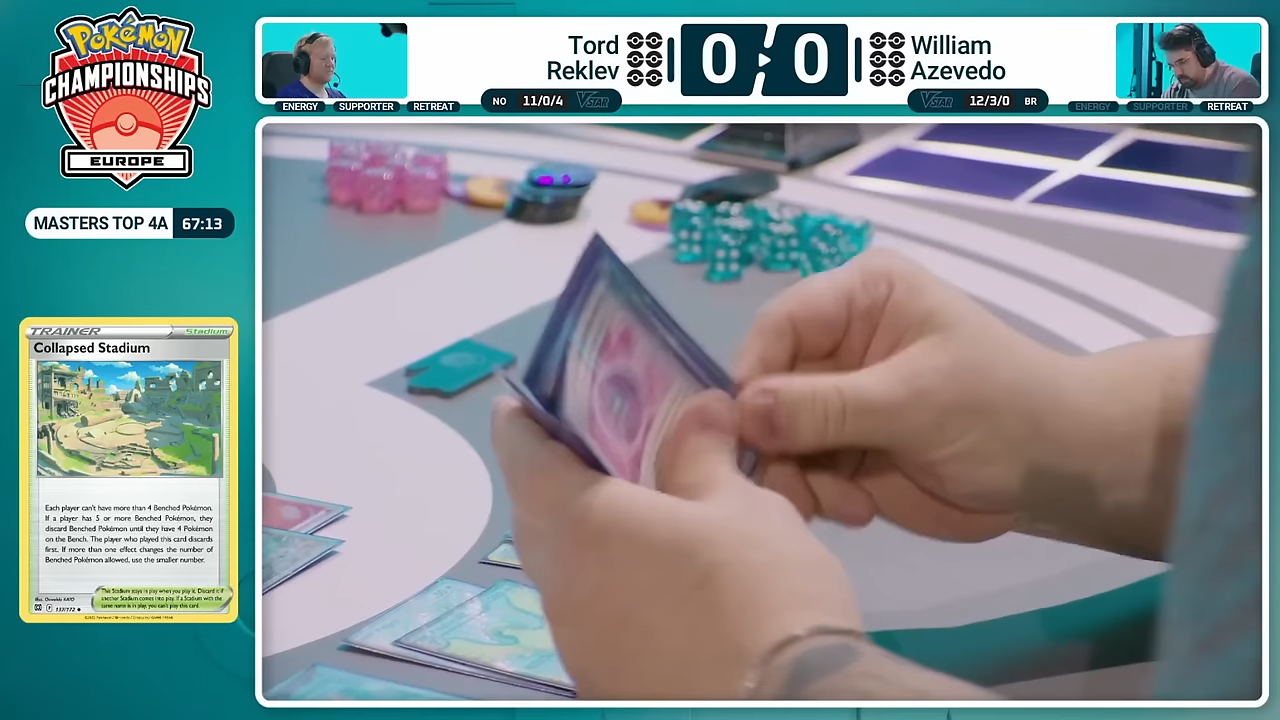 Pokémon
CHAMPIONSHIPS
EUROPE
MASTERS TOP 4A 67:13
Tord
Reklev
0
0
William
Azevedo
NO 11/0/4 VSTAR
VSTAR 12/3/0 BR
ENERGY SUPPORTER RETREAT
ENERGY SUPPORTER RETREAT
TRAINER Stadium
Collapsed Stadium
Each player can't have more than 4 Benched Pokémon.
If a player has 5 or more Benched Pokémon, they
discard Benched Pokémon until they have 4 Pokémon
on the Bench. The player who played this card discards
first. If more than one effect changes the number of
Benched Pokémon allowed, use the smaller number.
This Stadium stays in play when you play it. Discard it if
another Stadium comes into play. If a Stadium with the
same name is in play, you can't play this card.
137/172